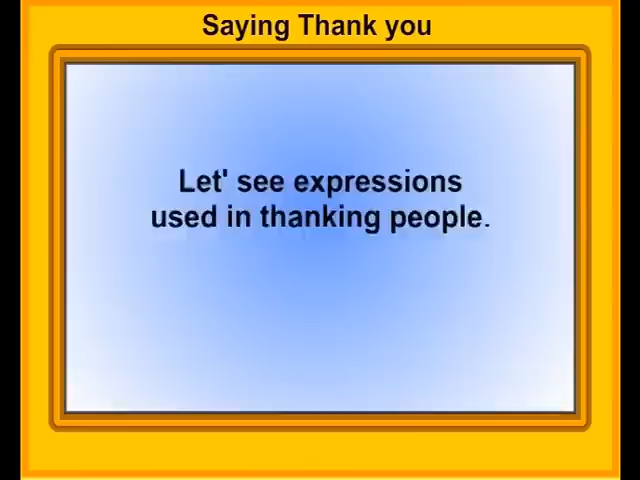 Saying Thank you
Let' see expressions
used in thanking people.